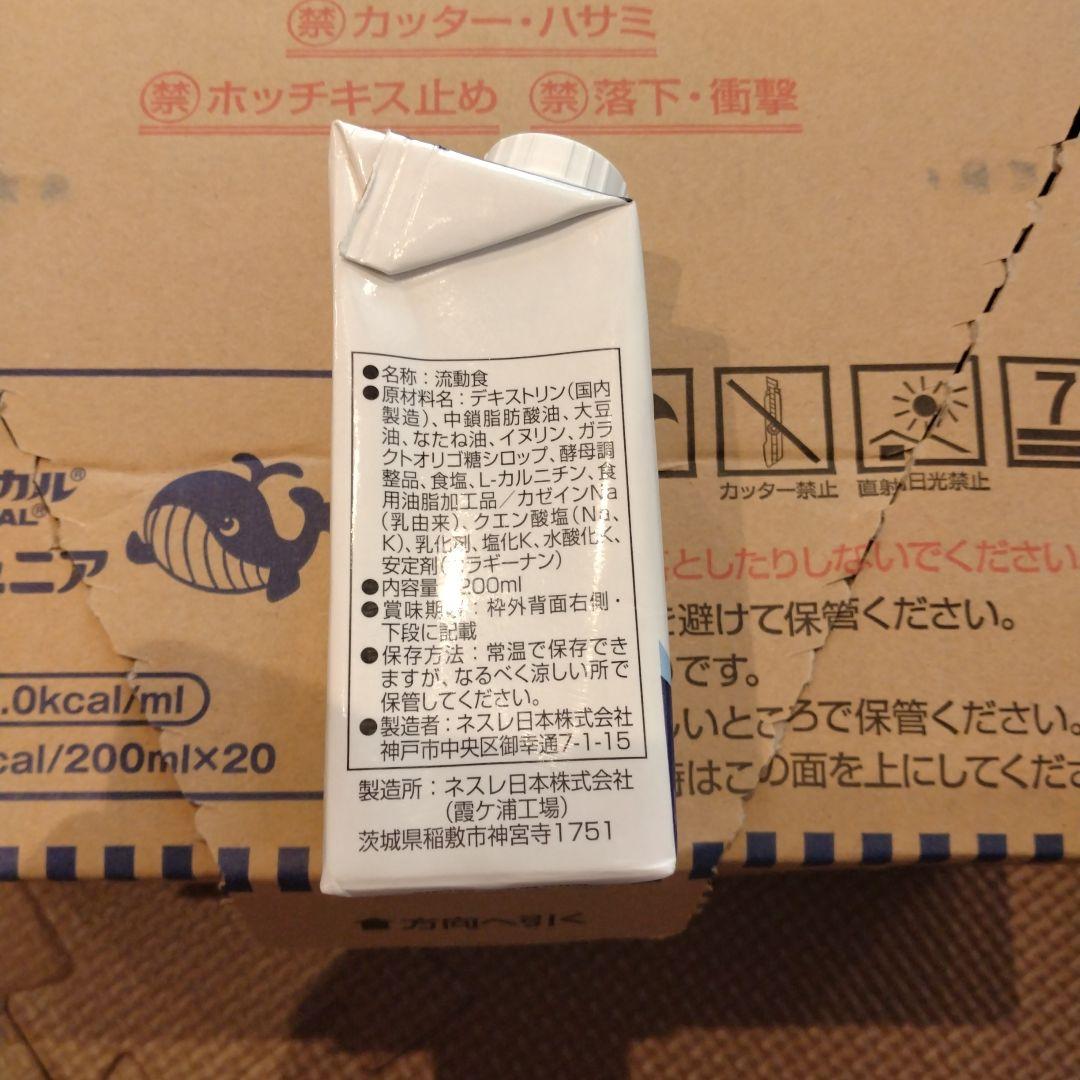 禁カッター・ハサミ
禁ホッチキス止め 禁落下・衝撃
●名称：流動食
●原材料名：デキストリン（国内
製造）、中鎖脂肪酸油、大豆
油、なたね油、イヌリン、ガラ
クトオリゴ糖シロップ、酵母調
整品、食塩、L-カルニチン、食
用油脂加工品／カゼインNa
（乳由来）、クエン酸塩（Na、
K）、乳化剤、塩化K、水酸化K、
安定剤（カラギーナン）
●内容量：200ml
●賞味期限：枠外背面右側・
下段に記載
●保存方法：常温で保存でき
ますが、なるべく涼しい所で
保管してください。
●製造者：ネスレ日本株式会社
神戸市中央区御幸通7-1-15
製造所：ネスレ日本株式会社
（霞ケ浦工場）
茨城県稲敷市神宮寺1751
カル®
AL®
ュニア
.0kcal/ml
cal/200ml×20
カッター禁止
直射日光禁止
7
としたりしないでください
を避けて保管ください。
です。
しいところで保管ください。
時はこの面を上にしてくださ
方向へ引く